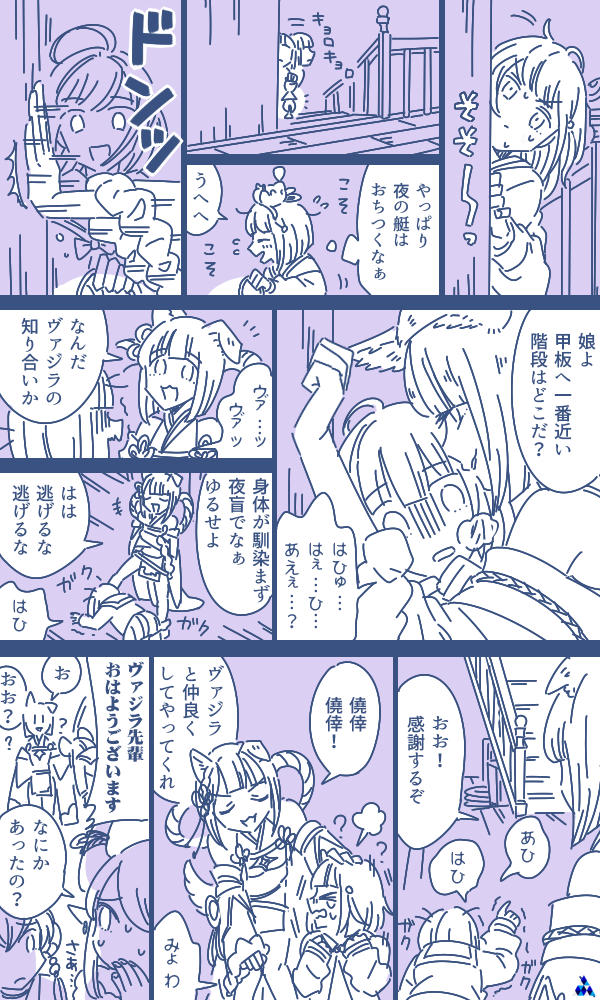 そそ〜っ
キョロ
キョロ
やっぱり
夜の艇は
おちつくなぁ
こそ
こそ
うへへ
ドンッ
娘よ
甲板へ一番近い
階段はどこだ？
はひゅ…
はぇ…ひ…
あえぇ…？
ヴァ…ッ
ヴァッ
なんだ
ヴァジラの
知り合いか
身体が馴染まず
夜盲でなぁ
ゆるせよ
はは
逃げるな
逃げるな
ガク
ガク
はひ
おお！
感謝するぞ
あひ
はひ
ガク
ガク
僥倖
僥倖！
ヴァジラ
と仲良く
してやってくれ
？
？
みょわ
ヴァジラ先輩
おはようございます
お
おお？
？
？
なにか
あったの？
さぁ…